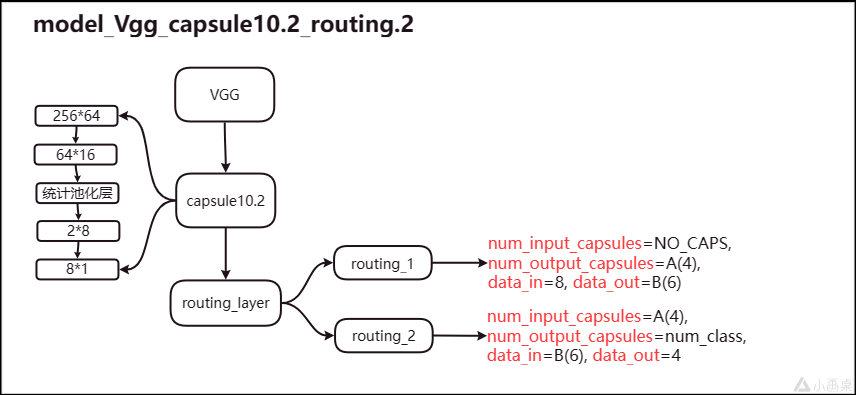 model_Vgg_capsule10.2_routing.2
VGG
256*64
64*16
统计池化层
2*8
8*1
capsule10.2
routing_layer
routing_1
num_input_capsules=NO_CAPS,
num_output_capsules=A(4),
data_in=8, data_out=B(6)
routing_2
num_input_capsules=A(4),
num_output_capsules=num_class,
data_in=B(6), data_out=4
小画桌